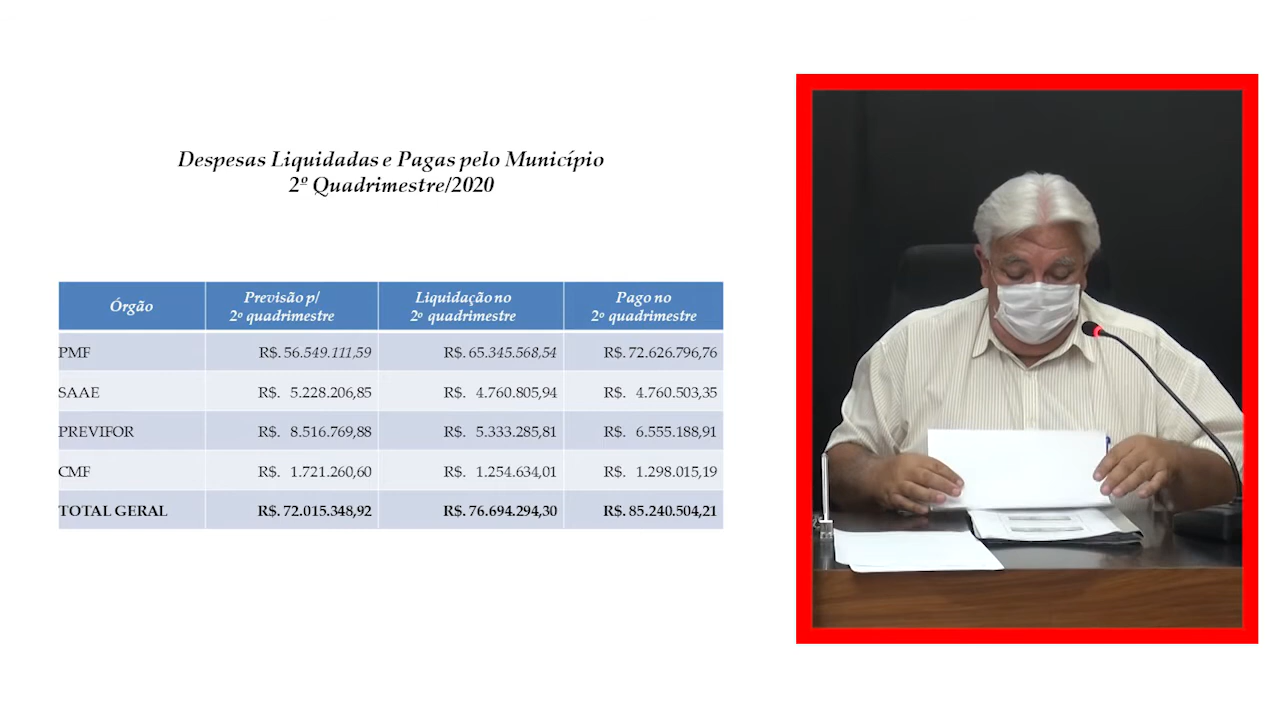 Despesas Liquidadas e Pagas pelo Município
2º Quadrimestre/2020
Órgão Previsão p/ 2º quadrimestre Liquidação no 2º quadrimestre Pago no 2º quadrimestre
PMF R$. 56.549.111,59 R$. 65.345.568,54 R$. 72.626.796,76
SAAE R$. 5.228.206,85 R$. 4.760.805,94 R$. 4.760.503,35
PREVIFOR R$. 8.516.769,88 R$. 5.333.285,81 R$. 6.555.188,91
CMF R$. 1.721.260,60 R$. 1.254.634,01 R$. 1.298.015,19
TOTAL GERAL R$. 72.015.348,92 R$. 76.694.294,30 R$. 85.240.504,21